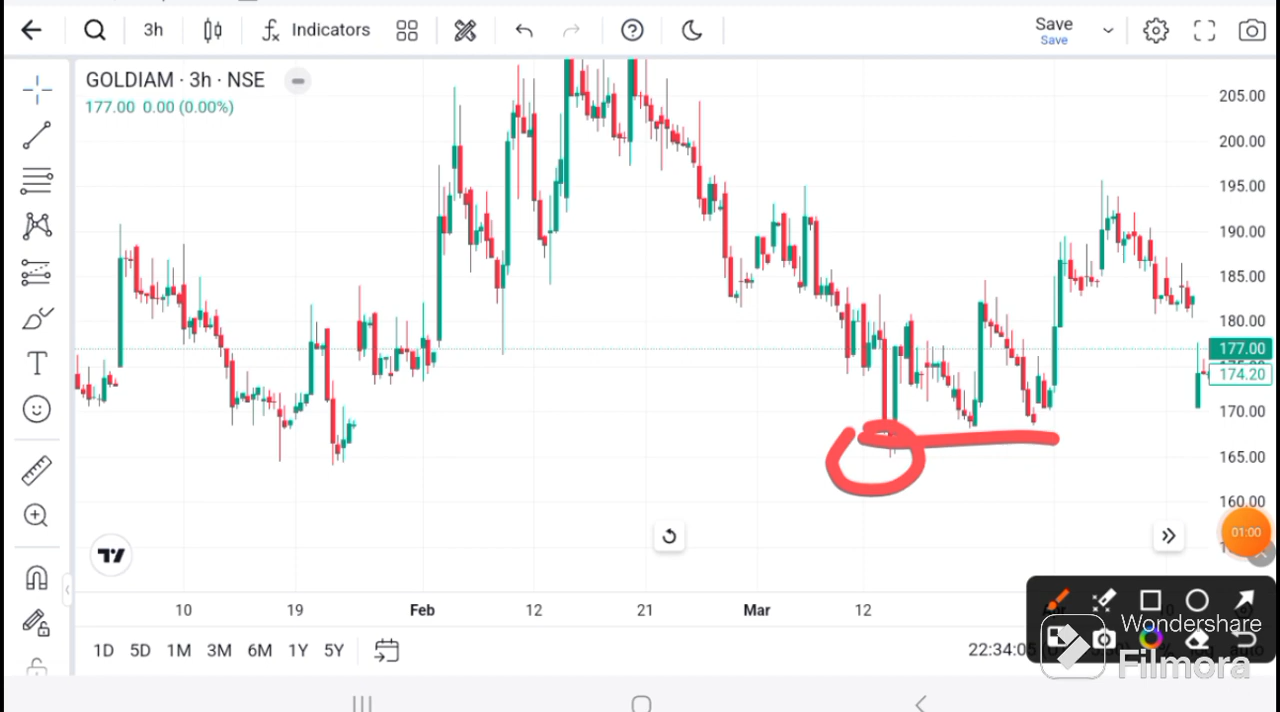 3h
Indicators
Save
Save
GOLDIAM · 3h · NSE
177.00 0.00 (0.00%)
205.00
200.00
195.00
190.00
185.00
180.00
177.00
174.20
170.00
165.00
160.00
01:00
10 19 Feb 12 21 Mar 12
1D 5D 1M 3M 6M 1Y 5Y
22:34:05
auto
Wondershare
Filmora